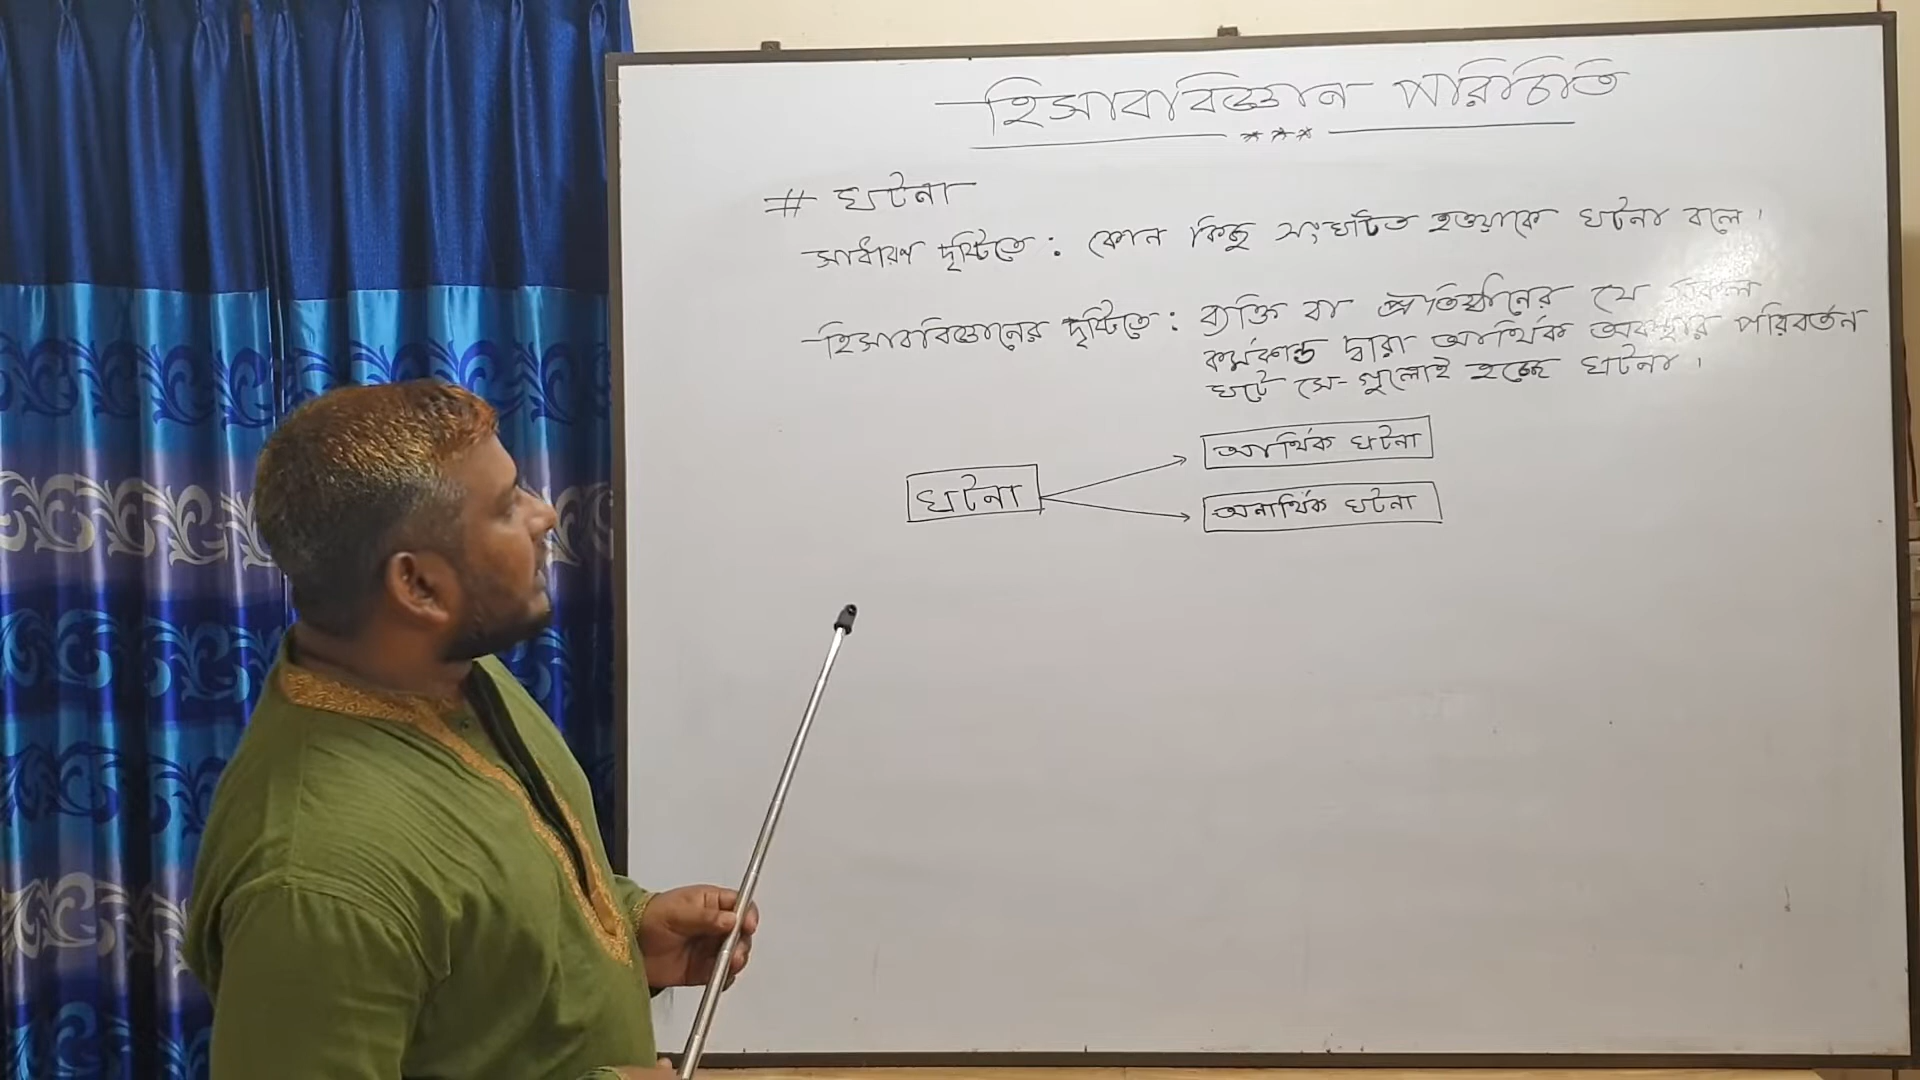 হিসাববিজ্ঞান পরিচিতি
***
# ঘটনা
সাধারণ দৃষ্টিতে : কোন কিছু সংঘটিত হওয়াকে ঘটনা বলে।
হিসাববিজ্ঞানের দৃষ্টিতে : ব্যক্তি বা প্রতিষ্ঠানের যে সকল
কর্মকান্ড দ্বারা আর্থিক অবস্থার পরিবর্তন
ঘটে সে-গুলোই হচ্ছে ঘটনা।
আর্থিক ঘটনা
ঘটনা
অনার্থিক ঘটনা